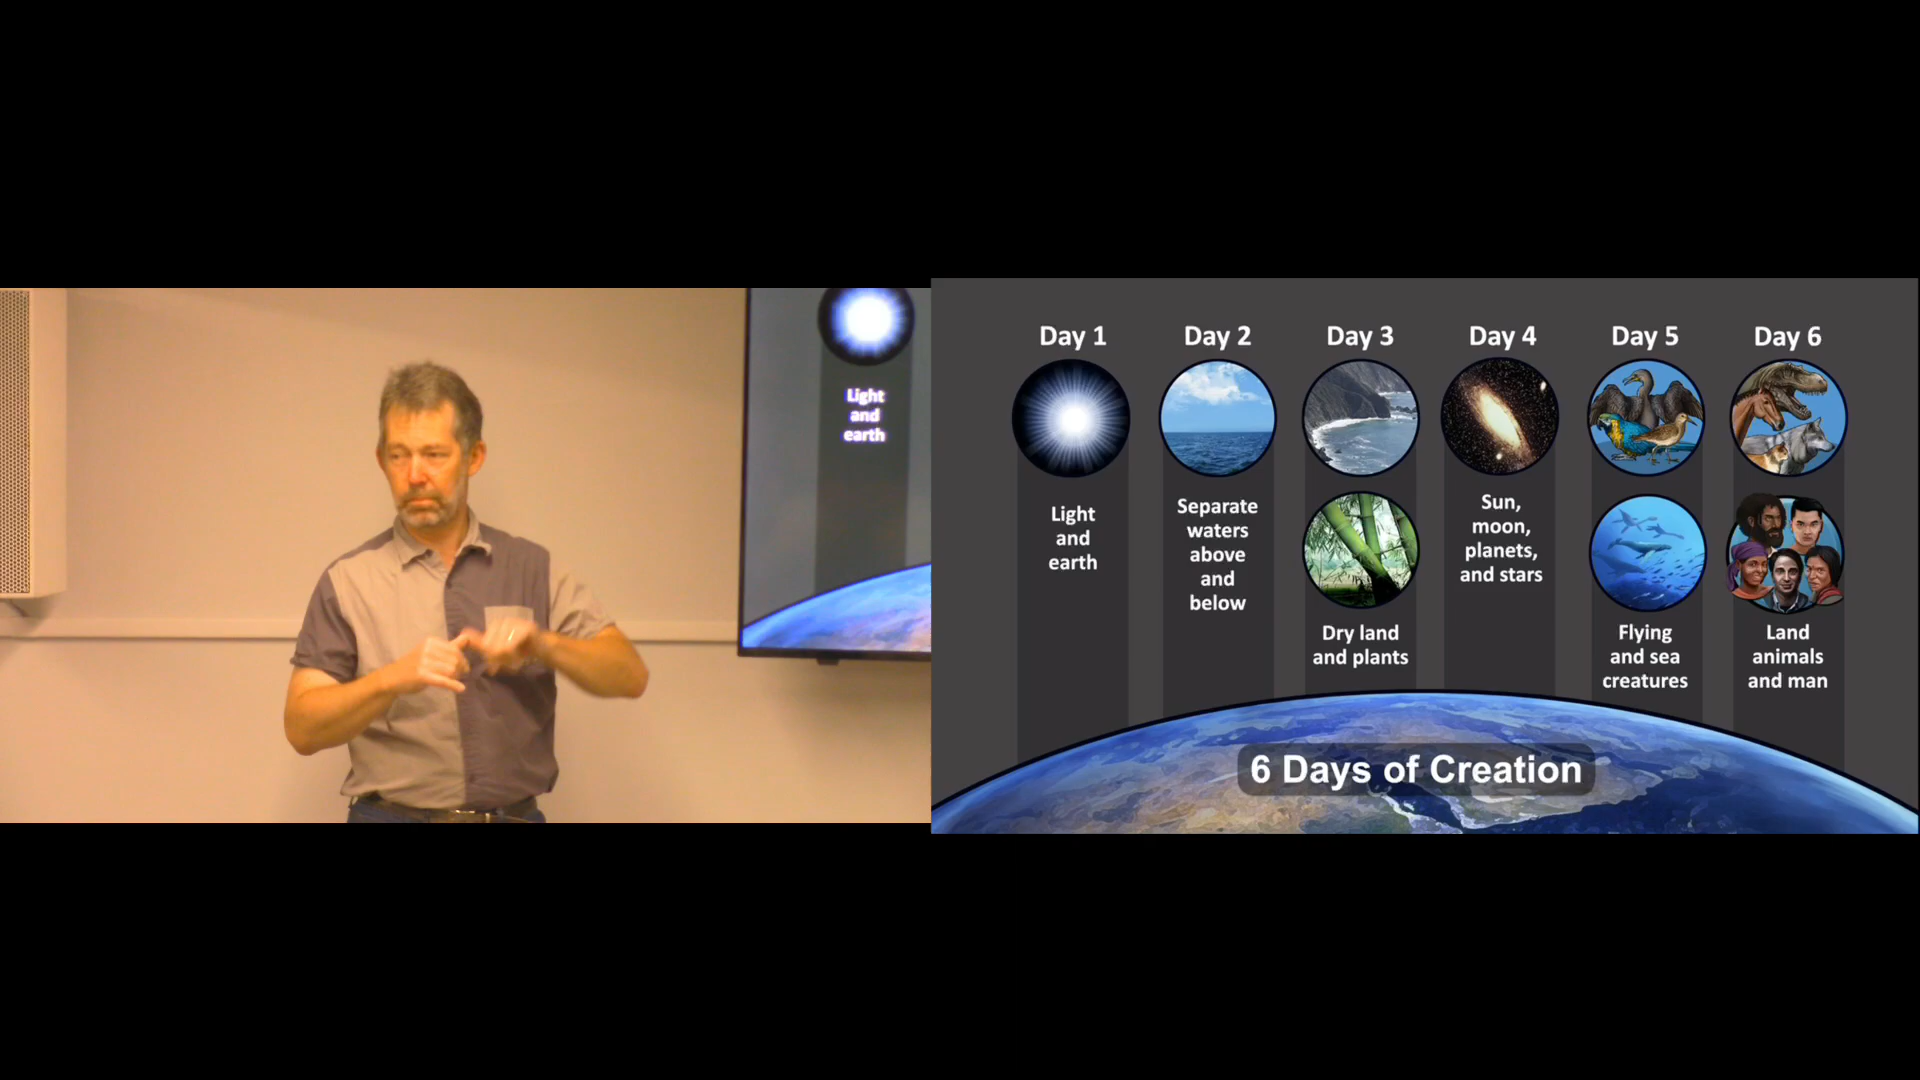 Light
and
earth
Day 1
Day 2
Day 3
Day 4
Day 5
Day 6
Light
and
earth
Separate
waters
above
and
below
Dry land
and plants
Sun,
moon,
planets,
and stars
Flying
and sea
creatures
Land
animals
and man
6 Days of Creation